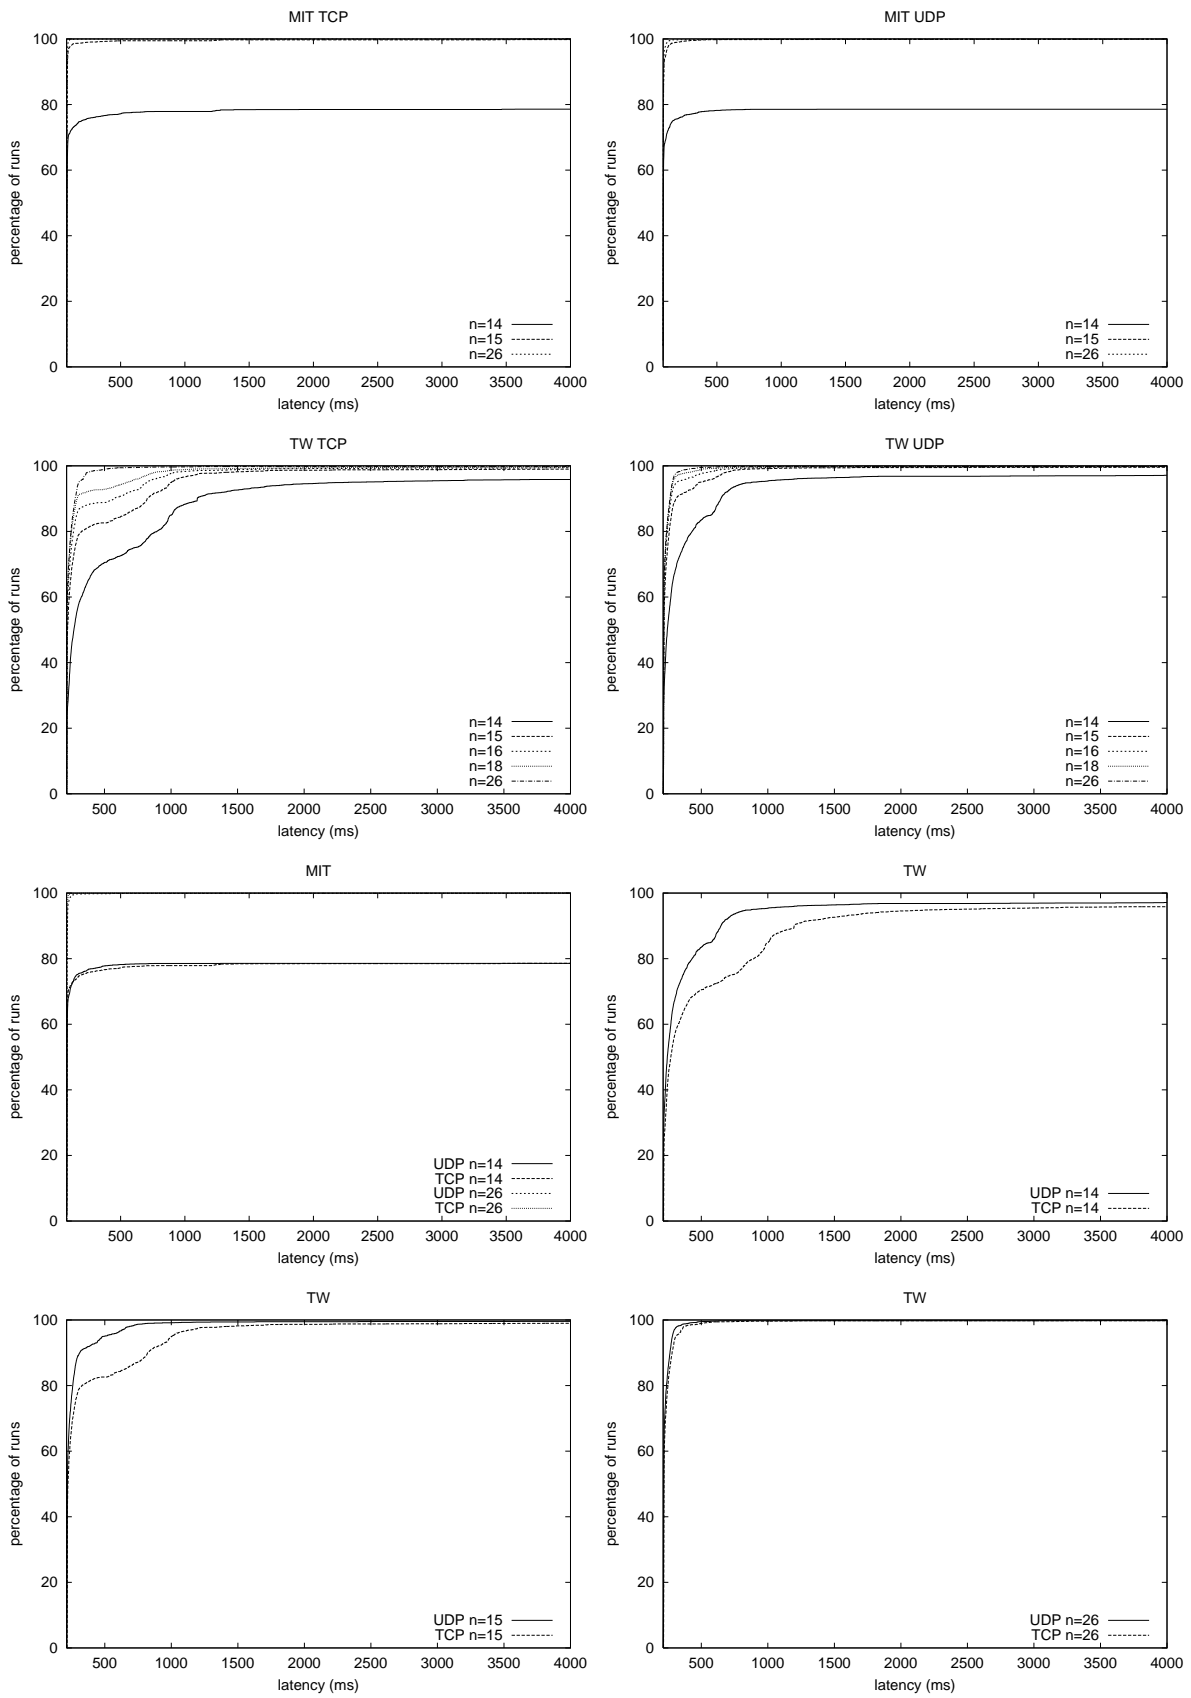 MIT TCP
100
80
60
40
20
0
percentage of runs
n=14
n=15
n=26
500 1000 1500 2000 2500 3000 3500 4000
latency (ms)
MIT UDP
100
80
60
40
20
0
percentage of runs
n=14
n=15
n=26
500 1000 1500 2000 2500 3000 3500 4000
latency (ms)
TW TCP
100
80
60
40
20
0
percentage of runs
n=14
n=15
n=16
n=18
n=26
500 1000 1500 2000 2500 3000 3500 4000
latency (ms)
TW UDP
100
80
60
40
20
0
percentage of runs
n=14
n=15
n=16
n=18
n=26
500 1000 1500 2000 2500 3000 3500 4000
latency (ms)
MIT
100
80
60
40
20
0
percentage of runs
UDP n=14
TCP n=14
UDP n=26
TCP n=26
500 1000 1500 2000 2500 3000 3500 4000
latency (ms)
TW
100
80
60
40
20
0
percentage of runs
UDP n=14
TCP n=14
500 1000 1500 2000 2500 3000 3500 4000
latency (ms)
TW
100
80
60
40
20
0
percentage of runs
UDP n=15
TCP n=15
500 1000 1500 2000 2500 3000 3500 4000
latency (ms)
TW
100
80
60
40
20
0
percentage of runs
UDP n=26
TCP n=26
500 1000 1500 2000 2500 3000 3500 4000
latency (ms)